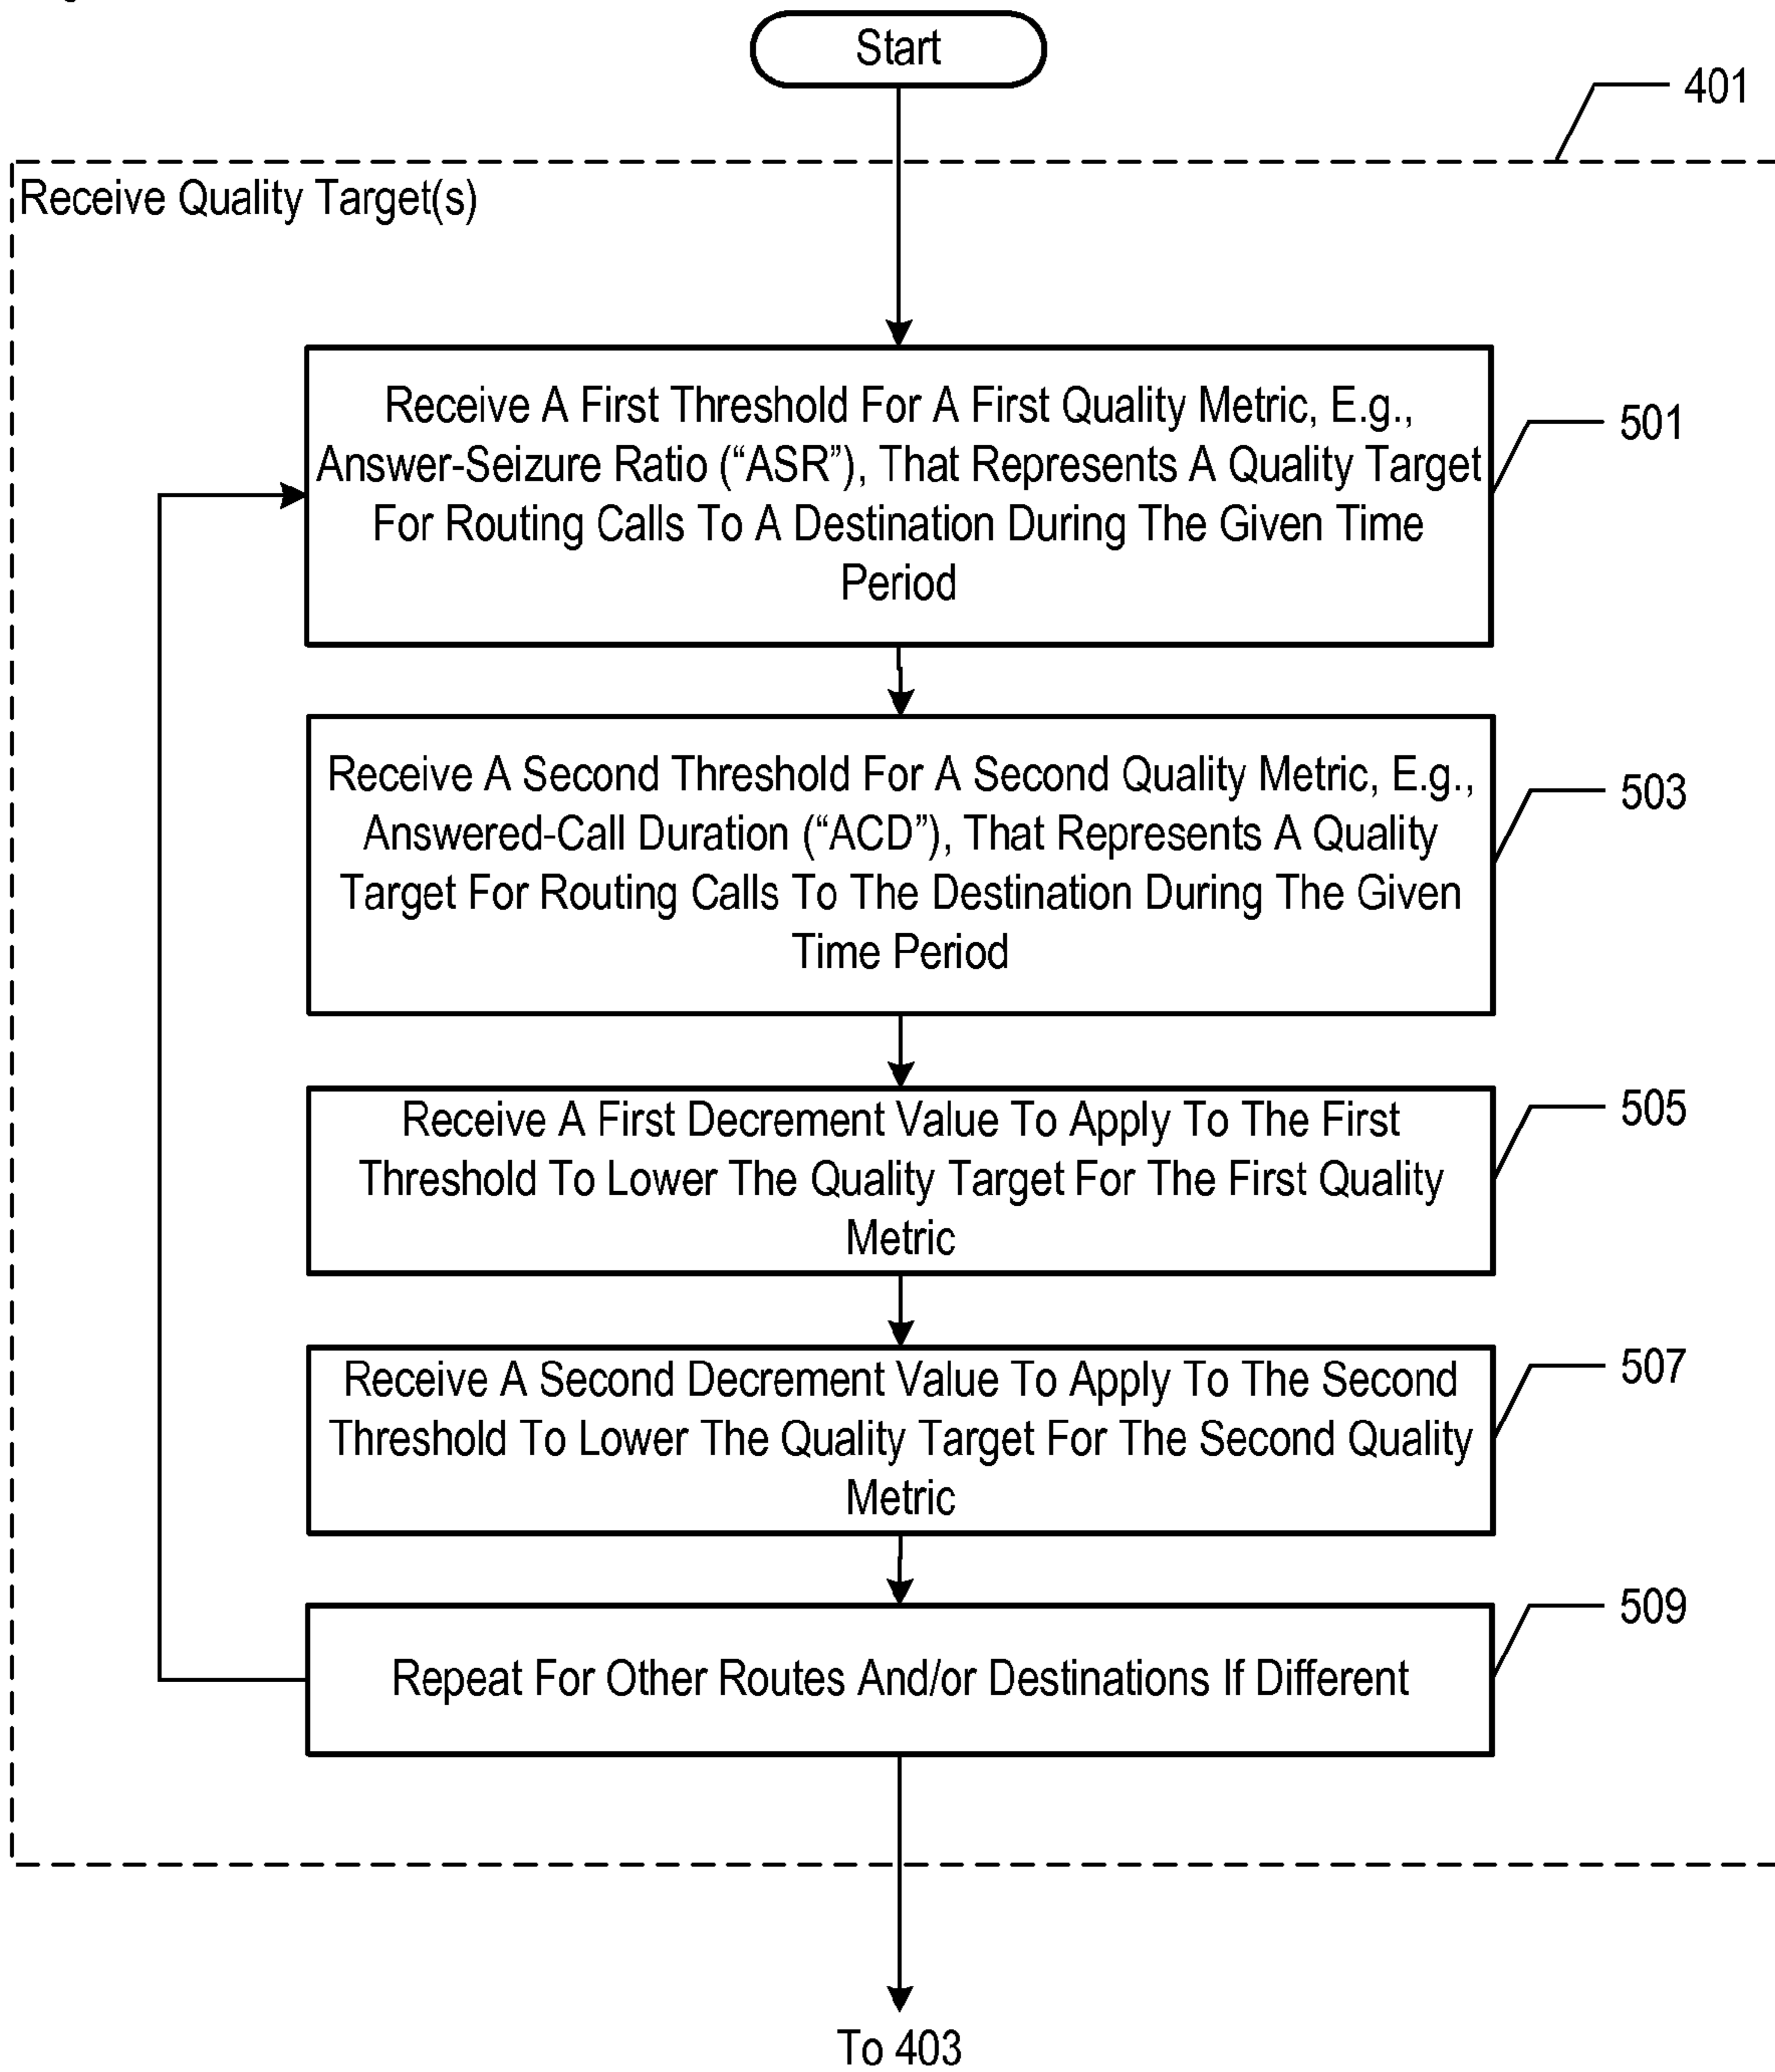 Start
401
Receive Quality Target(s)
Receive A First Threshold For A First Quality Metric, E.g.,
Answer-Seizure Ratio (“ASR”), That Represents A Quality Target
For Routing Calls To A Destination During The Given Time
Period
501
Receive A Second Threshold For A Second Quality Metric, E.g.,
Answered-Call Duration (“ACD”), That Represents A Quality
Target For Routing Calls To The Destination During The Given
Time Period
503
Receive A First Decrement Value To Apply To The First
Threshold To Lower The Quality Target For The First Quality
Metric
505
Receive A Second Decrement Value To Apply To The Second
Threshold To Lower The Quality Target For The Second Quality
Metric
507
Repeat For Other Routes And/or Destinations If Different
509
To 403